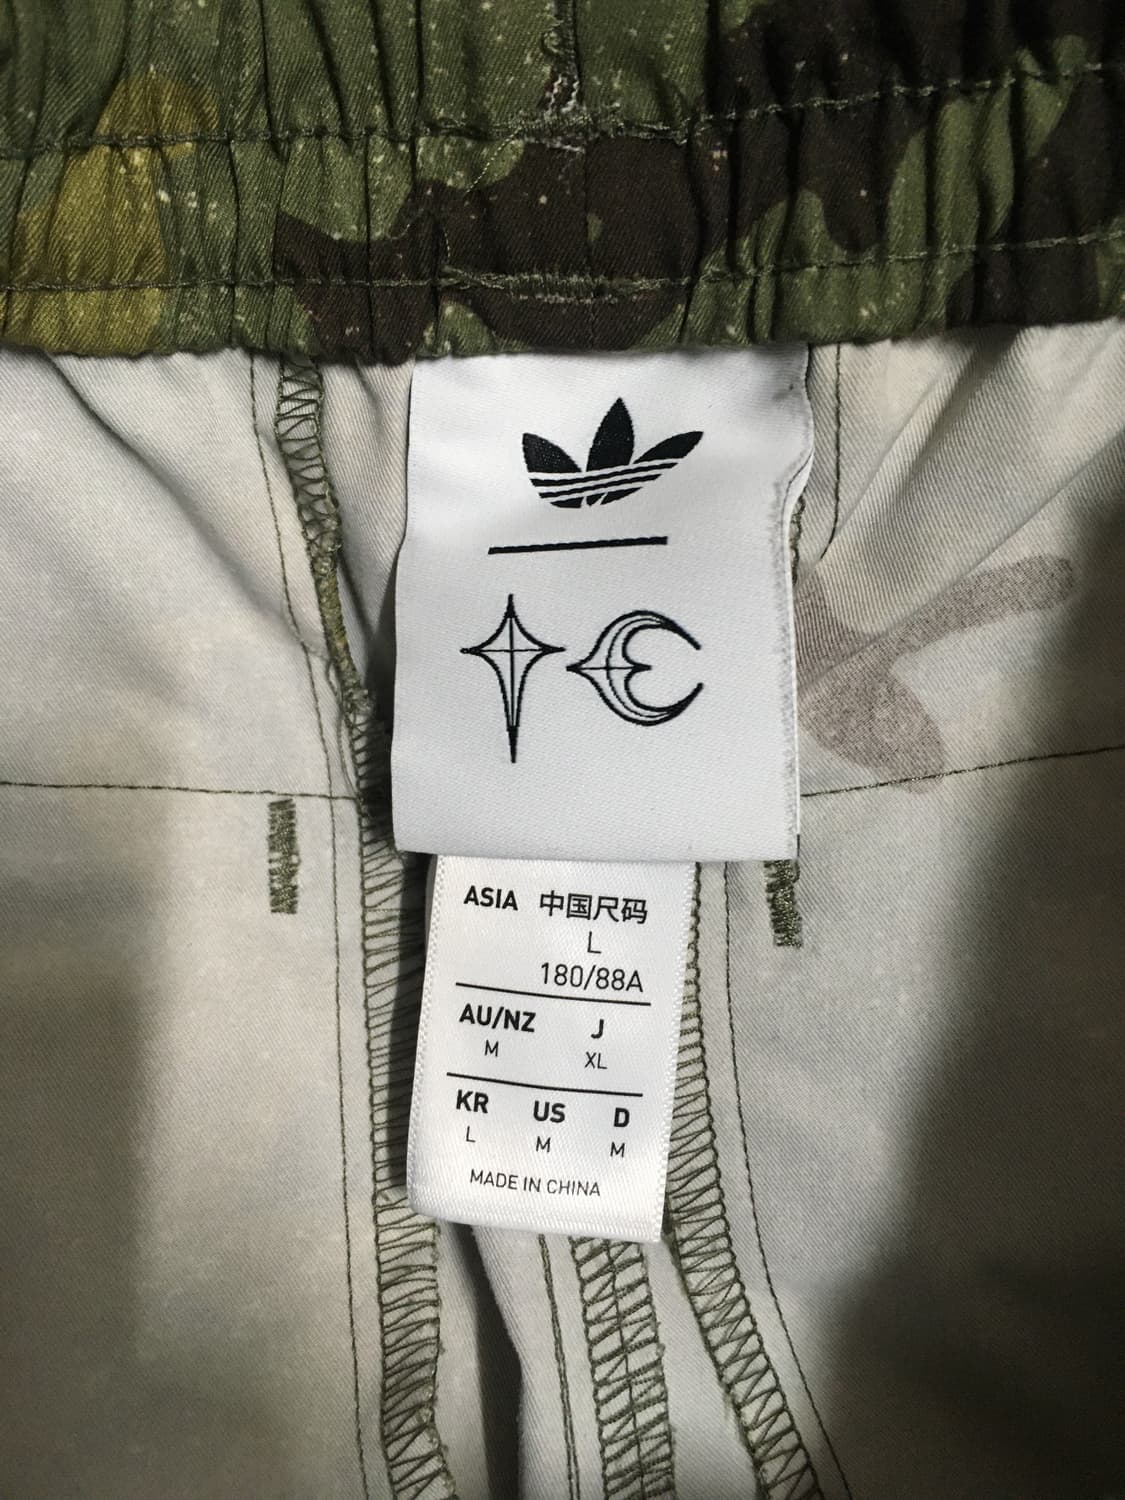 ASIA 中国尺码
L
180/88A
AU/NZ J
M XL
KR US D
L M M
MADE IN CHINA